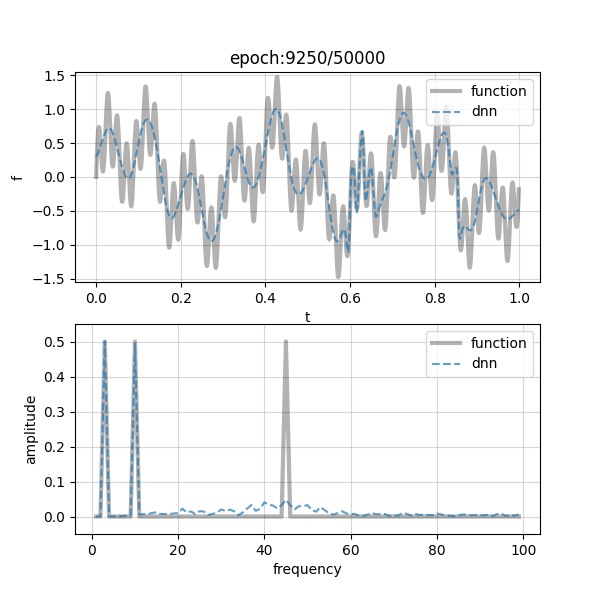 epoch:9250/50000
1.5
1.0
0.5
0.0
−0.5
−1.0
−1.5
f
function
dnn
0.0 0.2 0.4 0.6 0.8 1.0
t
0.5
0.4
0.3
0.2
0.1
0.0
amplitude
function
dnn
0 20 40 60 80 100
frequency